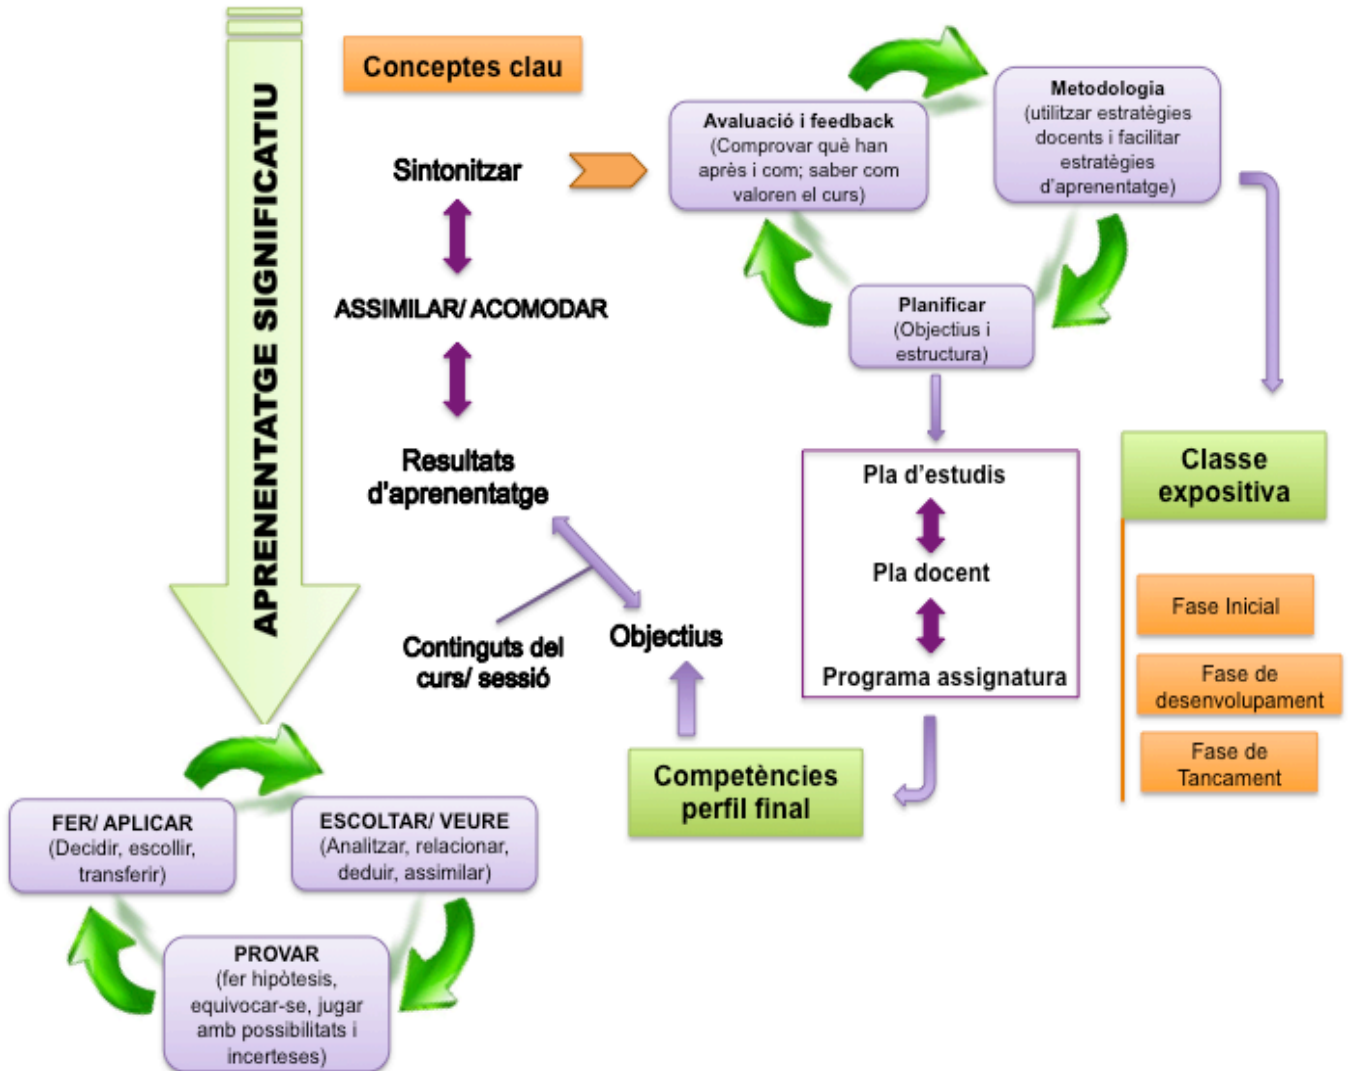 APRENENTATGE SIGNIFICATIU
Conceptes clau
Sintonitzar
ASSIMILAR/ ACOMODAR
Resultats
d'aprenentatge
Continguts del
curs/ sessió
Objectius
Avaluació i feedback
(Comprovar què han
après i com; saber com
valoren el curs)
Metodologia
(utilitzar estratègies
docents i facilitar
estratègies
d'aprenentatge)
Planificar
(Objectius i
estructura)
Pla d'estudis
Pla docent
Programa assignatura
Competències
perfil final
Classe
expositiva
Fase Inicial
Fase de
desenvolupament
Fase de
Tancament
FER/ APLICAR
(Decidir, escollir,
transferir)
ESCOLTAR/ VEURE
(Analitzar, relacionar,
deduir, assimilar)
PROVAR
(fer hipòtesis,
equivocar-se, jugar
amb possibilitats i
incerteses)